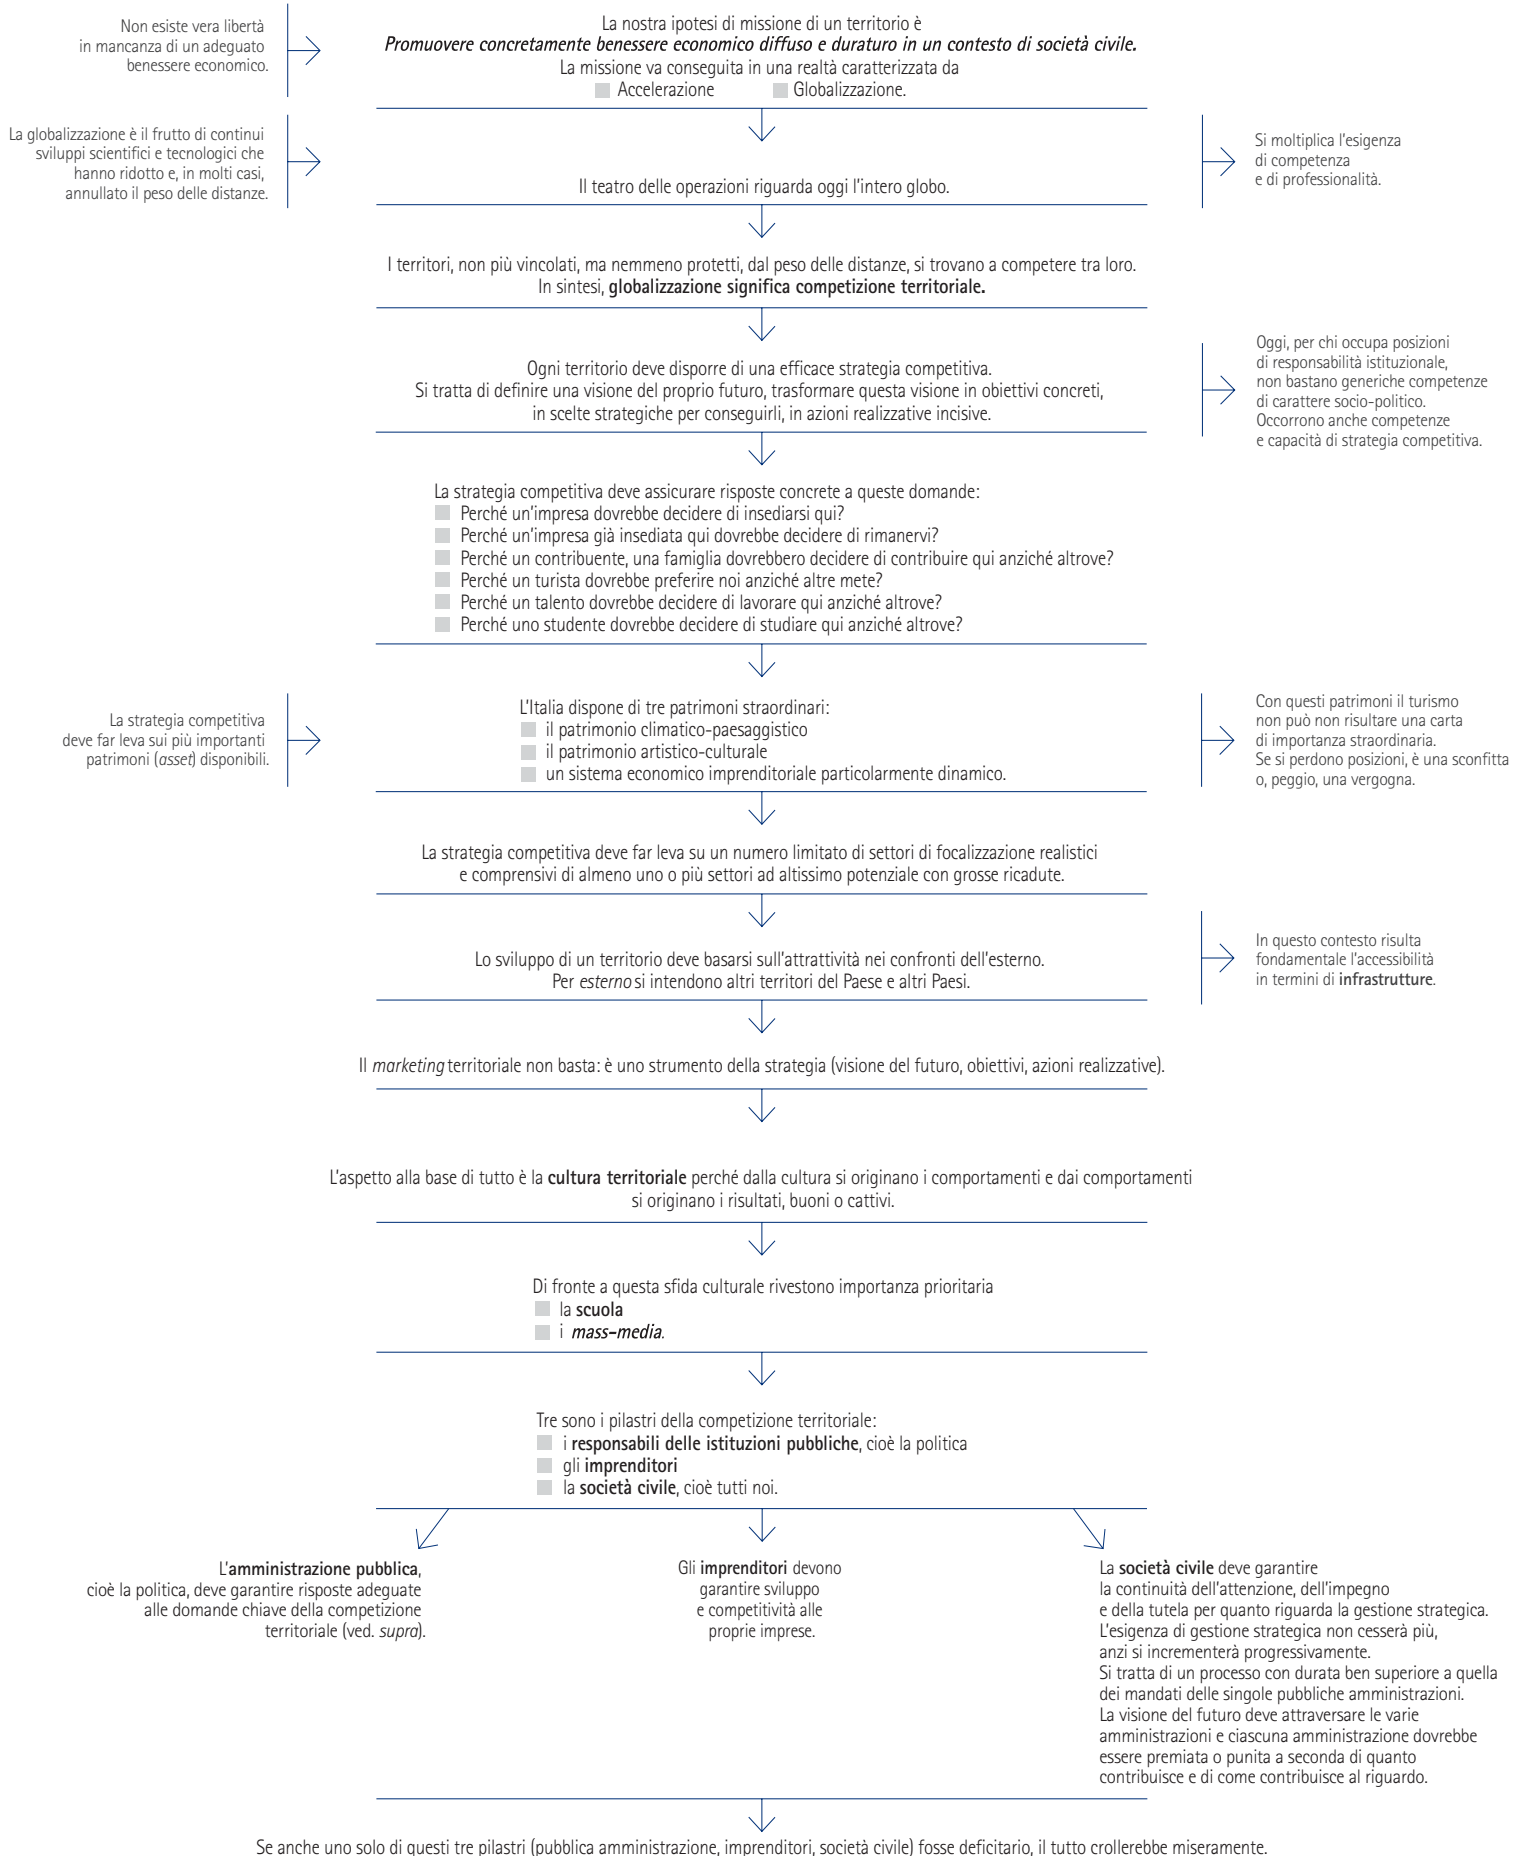 Non esiste vera libertà
in mancanza di un adeguato
benessere economico.
La nostra ipotesi di missione di un territorio è
Promuovere concretamente benessere economico diffuso e duraturo in un contesto di società civile.
La missione va conseguita in una realtà caratterizzata da
Accelerazione Globalizzazione.
La globalizzazione è il frutto di continui
sviluppi scientifici e tecnologici che
hanno ridotto e, in molti casi,
annullato il peso delle distanze.
Il teatro delle operazioni riguarda oggi l'intero globo.
Si moltiplica l'esigenza
di competenza
e di professionalità.
I territori, non più vincolati, ma nemmeno protetti, dal peso delle distanze, si trovano a competere tra loro.
In sintesi, globalizzazione significa competizione territoriale.
Ogni territorio deve disporre di una efficace strategia competitiva.
Si tratta di definire una visione del proprio futuro, trasformare questa visione in obiettivi concreti,
in scelte strategiche per conseguirli, in azioni realizzative incisive.
Oggi, per chi occupa posizioni
di responsabilità istituzionale,
non bastano generiche competenze
di carattere socio-politico.
Occorrono anche competenze
e capacità di strategia competitiva.
La strategia competitiva deve assicurare risposte concrete a queste domande:
Perché un'impresa dovrebbe decidere di insediarsi qui?
Perché un'impresa già insediata qui dovrebbe decidere di rimanervi?
Perché un contribuente, una famiglia dovrebbero decidere di contribuire qui anziché altrove?
Perché un turista dovrebbe preferire noi anziché altre mete?
Perché un talento dovrebbe decidere di lavorare qui anziché altrove?
Perché uno studente dovrebbe decidere di studiare qui anziché altrove?
La strategia competitiva
deve far leva sui più importanti
patrimoni (asset) disponibili.
L'Italia dispone di tre patrimoni straordinari:
il patrimonio climatico-paesaggistico
il patrimonio artistico-culturale
un sistema economico imprenditoriale particolarmente dinamico.
Con questi patrimoni il turismo
non può non risultare una carta
di importanza straordinaria.
Se si perdono posizioni, è una sconfitta
o, peggio, una vergogna.
La strategia competitiva deve far leva su un numero limitato di settori di focalizzazione realistici
e comprensivi di almeno uno o più settori ad altissimo potenziale con grosse ricadute.
Lo sviluppo di un territorio deve basarsi sull'attrattività nei confronti dell'esterno.
Per esterno si intendono altri territori del Paese e altri Paesi.
In questo contesto risulta
fondamentale l'accessibilità
in termini di infrastrutture.
Il marketing territoriale non basta: è uno strumento della strategia (visione del futuro, obiettivi, azioni realizzative).
L'aspetto alla base di tutto è la cultura territoriale perché dalla cultura si originano i comportamenti e dai comportamenti
si originano i risultati, buoni o cattivi.
Di fronte a questa sfida culturale rivestono importanza prioritaria
la scuola
i mass-media.
Tre sono i pilastri della competizione territoriale:
i responsabili delle istituzioni pubbliche, cioè la politica
gli imprenditori
la società civile, cioè tutti noi.
L'amministrazione pubblica,
cioè la politica, deve garantire risposte adeguate
alle domande chiave della competizione
territoriale (ved. supra).
Gli imprenditori devono
garantire sviluppo
e competitività alle
proprie imprese.
La società civile deve garantire
la continuità dell'attenzione, dell'impegno
e della tutela per quanto riguarda la gestione strategica.
L'esigenza di gestione strategica non cesserà più,
anzi si incrementerà progressivamente.
Si tratta di un processo con durata ben superiore a quella
dei mandati delle singole pubbliche amministrazioni.
La visione del futuro deve attraversare le varie
amministrazioni e ciascuna amministrazione dovrebbe
essere premiata o punita a seconda di quanto
contribuisce e di come contribuisce al riguardo.
Se anche uno solo di questi tre pilastri (pubblica amministrazione, imprenditori, società civile) fosse deficitario, il tutto crollerebbe miseramente.